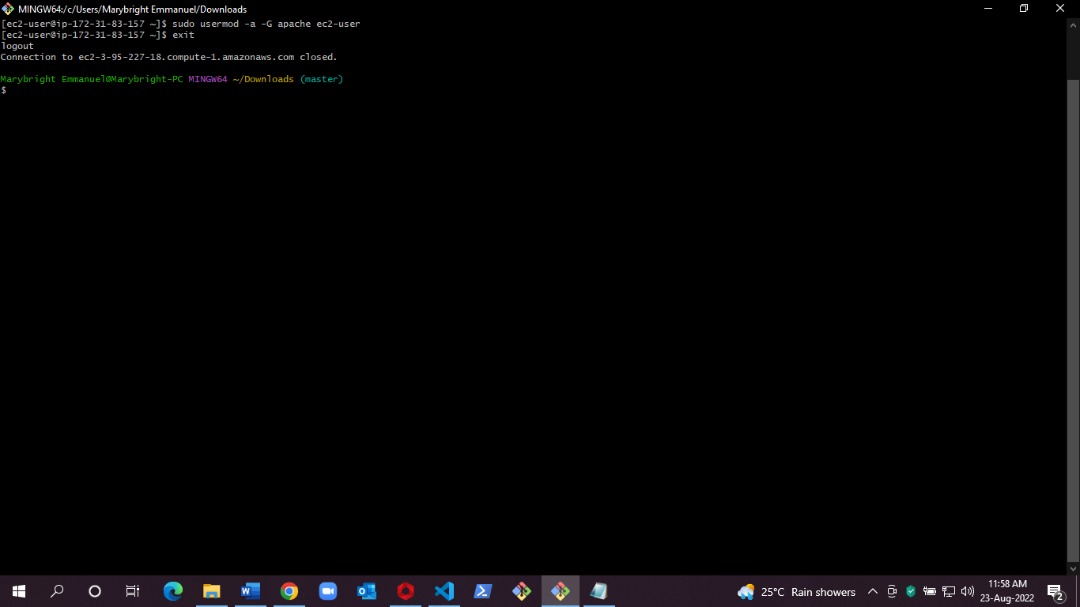 MINGW64:/c/Users/Marybright Emmanuel/Downloads
[ec2-user@ip-172-31-83-157 ~]$ sudo usermod -a -G apache ec2-user
[ec2-user@ip-172-31-83-157 ~]$ exit
logout
Connection to ec2-3-95-227-18.compute-1.amazonaws.com closed.
Marybright Emmanuel@Marybright-PC MINGW64 ~/Downloads (master)
$
25°C Rain showers
11:58 AM
23-Aug-2022
2